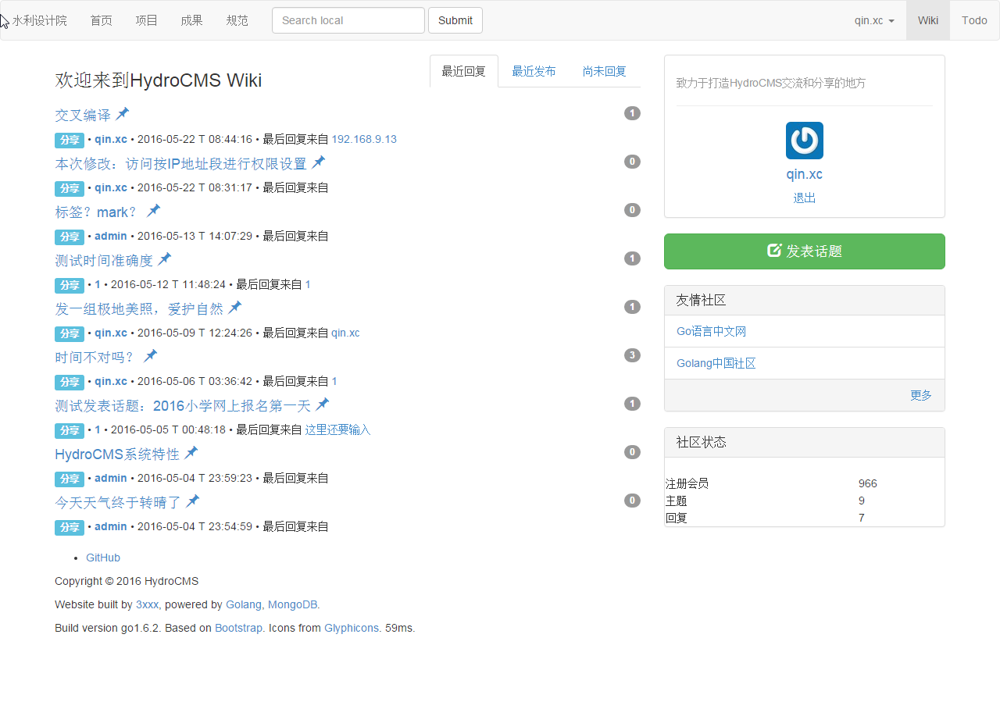 水利设计院 首页 项目 成果 规范 Search local Submit qin.xc Wiki Todo
欢迎来到HydroCMS Wiki
最近回复 最近发布 尚未回复
交叉编译 1
分享 • qin.xc • 2016-05-22 T 08:44:16 • 最后回复来自 192.168.9.13
本次修改：访问按IP地址段进行权限设置 0
分享 • qin.xc • 2016-05-22 T 08:31:17 • 最后回复来自
标签？mark？ 0
分享 • admin • 2016-05-13 T 14:07:29 • 最后回复来自
测试时间准确度 1
分享 • 1 • 2016-05-12 T 11:48:24 • 最后回复来自 1
发一组极地美照，爱护自然 1
分享 • qin.xc • 2016-05-09 T 12:24:26 • 最后回复来自 qin.xc
时间不对吗？ 3
分享 • qin.xc • 2016-05-06 T 03:36:42 • 最后回复来自 1
测试发表话题：2016小学网上报名第一天 1
分享 • 1 • 2016-05-05 T 00:48:18 • 最后回复来自 这里还要输入
HydroCMS系统特性 0
分享 • admin • 2016-05-04 T 23:59:23 • 最后回复来自
今天天气终于转晴了 0
分享 • admin • 2016-05-04 T 23:54:59 • 最后回复来自
致力于打造HydroCMS交流和分享的地方
qin.xc
退出
发表话题
友情社区
Go语言中文网
Golang中国社区
更多
社区状态
注册会员 966
主题 9
回复 7
• GitHub
Copyright © 2016 HydroCMS
Website built by 3xxx, powered by Golang, MongoDB.
Build version go1.6.2. Based on Bootstrap. Icons from Glyphicons. 59ms.